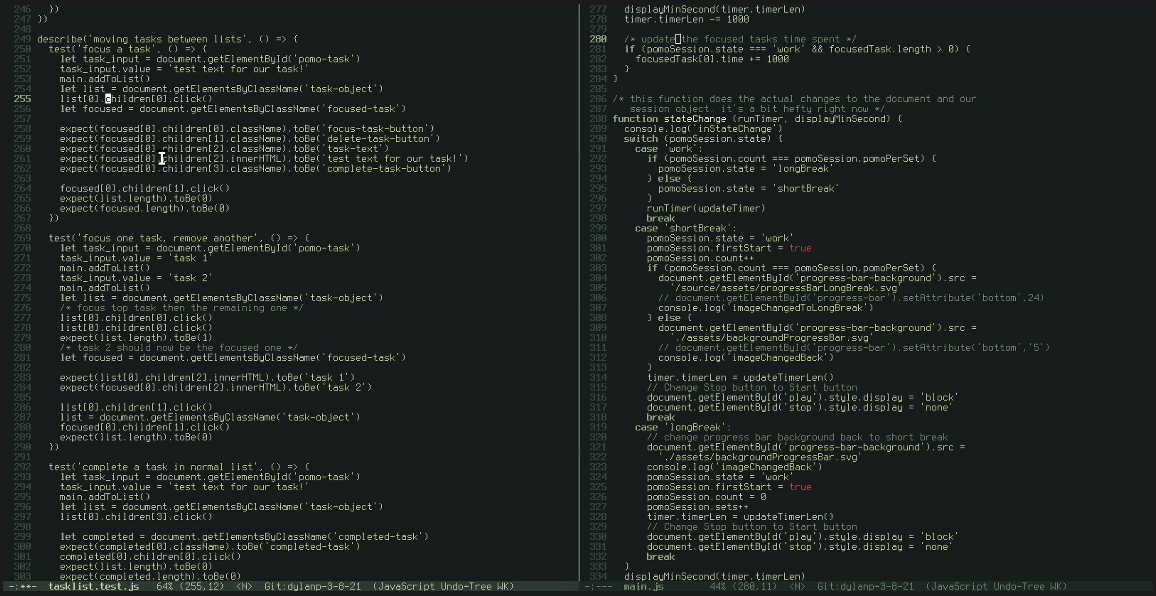 246   })
247 })
248
249 describe('moving tasks between lists', () => {
250   test('focus a task', () => {
251     let task_input = document.getElementById('pomo-task')
252     task_input.value = 'test text for our task!'
253     main.addToList()
254     let list = document.getElementsByClassName('task-object')
255     list[0].children[0].click()
256     let focused = document.getElementsByClassName('focused-task')
257
258     expect(focused[0].children[0].className).toBe('focus-task-button')
259     expect(focused[0].children[1].className).toBe('delete-task-button')
260     expect(focused[0].children[2].className).toBe('task-text')
261     expect(focused[0].children[2].innerHTML).toBe('test text for our task!')
262     expect(focused[0].children[3].className).toBe('complete-task-button')
263
264     focused[0].children[1].click()
265     expect(list.length).toBe(0)
266     expect(focused.length).toBe(0)
267   })
268
269   test('focus one task, remove another', () => {
270     let task_input = document.getElementById('pomo-task')
271     task_input.value = 'task 1'
272     main.addToList()
273     task_input.value = 'task 2'
274     main.addToList()
275     let list = document.getElementsByClassName('task-object')
276     /* focus top task then the remaining one */
277     list[0].children[0].click()
278     list[0].children[0].click()
279     expect(list.length).toBe(1)
280     /* task 2 should now be the focused one */
281     let focused = document.getElementsByClassName('focused-task')
282
283     expect(list[0].children[2].innerHTML).toBe('task 1')
284     expect(focused[0].children[2].innerHTML).toBe('task 2')
285
286     list[0].children[1].click()
287     list = document.getElementsByClassName('task-object')
288     focused[0].children[1].click()
289     expect(list.length).toBe(0)
290   })
291
292   test('complete a task in normal list', () => {
293     let task_input = document.getElementById('pomo-task')
294     task_input.value = 'test text for our task!'
295     main.addToList()
296     let list = document.getElementsByClassName('task-object')
297     list[0].children[3].click()
298
299     let completed = document.getElementsByClassName('completed-task')
300     expect(completed[0].className).toBe('completed-task')
301     completed[0].children[0].click()
302     expect(list.length).toBe(0)
303     expect(completed.length).toBe(0)
-:**-  tasklist.test.js   64% (255,12)  <N>  Git:dylanp-3-8-21  (JavaScript Undo-Tree WK)
277   displayMinSecond(timer.timerLen)
278   timer.timerLen -= 1000
279
280   /* update the focused tasks time spent */
281   if (pomoSession.state === 'work' && focusedTask.length > 0) {
282     focusedTask[0].time += 1000
283   }
284 }
285
286 /* this function does the actual changes to the document and our
287    session object. it's a bit hefty right now */
288 function stateChange (runTimer, displayMinSecond) {
289   console.log('inStateChange')
290   switch (pomoSession.state) {
291     case 'work':
292       if (pomoSession.count === pomoSession.pomoPerSet) {
293         pomoSession.state = 'longBreak'
294       } else {
295         pomoSession.state = 'shortBreak'
296       }
297       runTimer(updateTimer)
298       break
299     case 'shortBreak':
300       pomoSession.state = 'work'
301       pomoSession.firstStart = true
302       pomoSession.count++
303       if (pomoSession.count === pomoSession.pomoPerSet) {
304         document.getElementById('progress-bar-background').src =
305           '/source/assets/progressBarLongBreak.svg'
306         // document.getElementById('progress-bar').setAttribute('bottom',24)
307         console.log('imageChangedToLongBreak')
308       } else {
309         document.getElementById('progress-bar-background').src =
310           './assets/backgroundProgressBar.svg'
311         // document.getElementById('progress-bar').setAttribute('bottom','5')
312         console.log('imageChangedBack')
313       }
314       timer.timerLen = updateTimerLen()
315       // Change Stop button to Start button
316       document.getElementById('play').style.display = 'block'
317       document.getElementById('stop').style.display = 'none'
318       break
319     case 'longBreak':
320       // change progress bar background back to short break
321       document.getElementById('progress-bar-background').src =
322         './assets/backgroundProgressBar.svg'
323       console.log('imageChangedBack')
324       pomoSession.state = 'work'
325       pomoSession.firstStart = true
326       pomoSession.count = 0
327       pomoSession.sets++
328       timer.timerLen = updateTimerLen()
329       // Change Stop button to Start button
330       document.getElementById('play').style.display = 'block'
331       document.getElementById('stop').style.display = 'none'
332       break
333   }
334   displayMinSecond(timer.timerLen)
-:---  main.js        44% (280,11)  <N>  Git:dylanp-3-8-21  (JavaScript Undo-Tree WK)